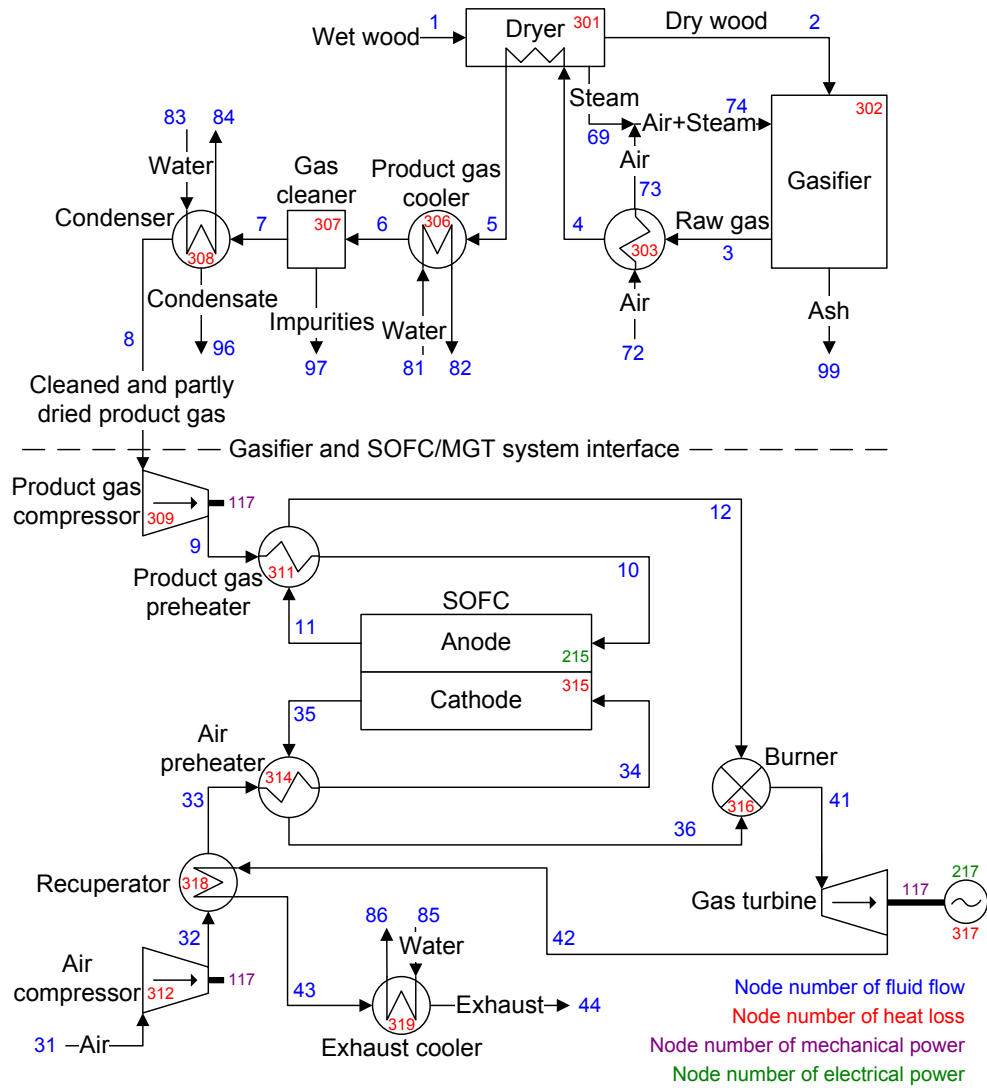 1
Wet wood
Dryer
301
Dry wood
2
Steam
69
74
Air+Steam
302
Gasifier
Air
73
83
84
Water
Condenser
308
7
Gas
cleaner
307
6
Product gas
cooler
306
5
4
303
Raw gas
3
Condensate
96
Impurities
97
Water
81
82
Air
72
Ash
99
8
Cleaned and partly
dried product gas
Gasifier and SOFC/MGT system interface
Product gas
compressor
309
117
9
311
Product gas
preheater
12
10
11
SOFC
Anode
215
Cathode
315
35
Air
preheater
314
34
33
36
Burner
316
41
Recuperator
318
32
Gas turbine
117
217
317
42
Air
compressor
312
117
43
86
85
Water
319
Exhaust
44
Exhaust cooler
31
Air
Node number of fluid flow
Node number of heat loss
Node number of mechanical power
Node number of electrical power